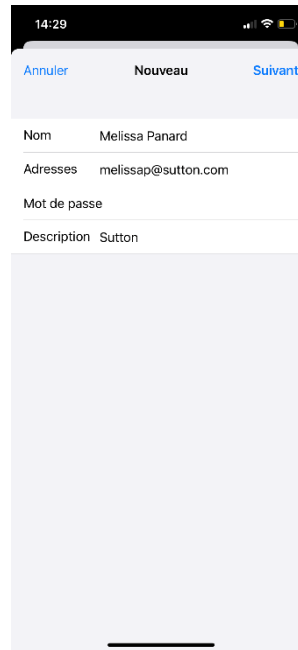 14:29
Annuler Nouveau Suivant
Nom Melissa Panard
Adresses melissap@sutton.com
Mot de passe
Description Sutton